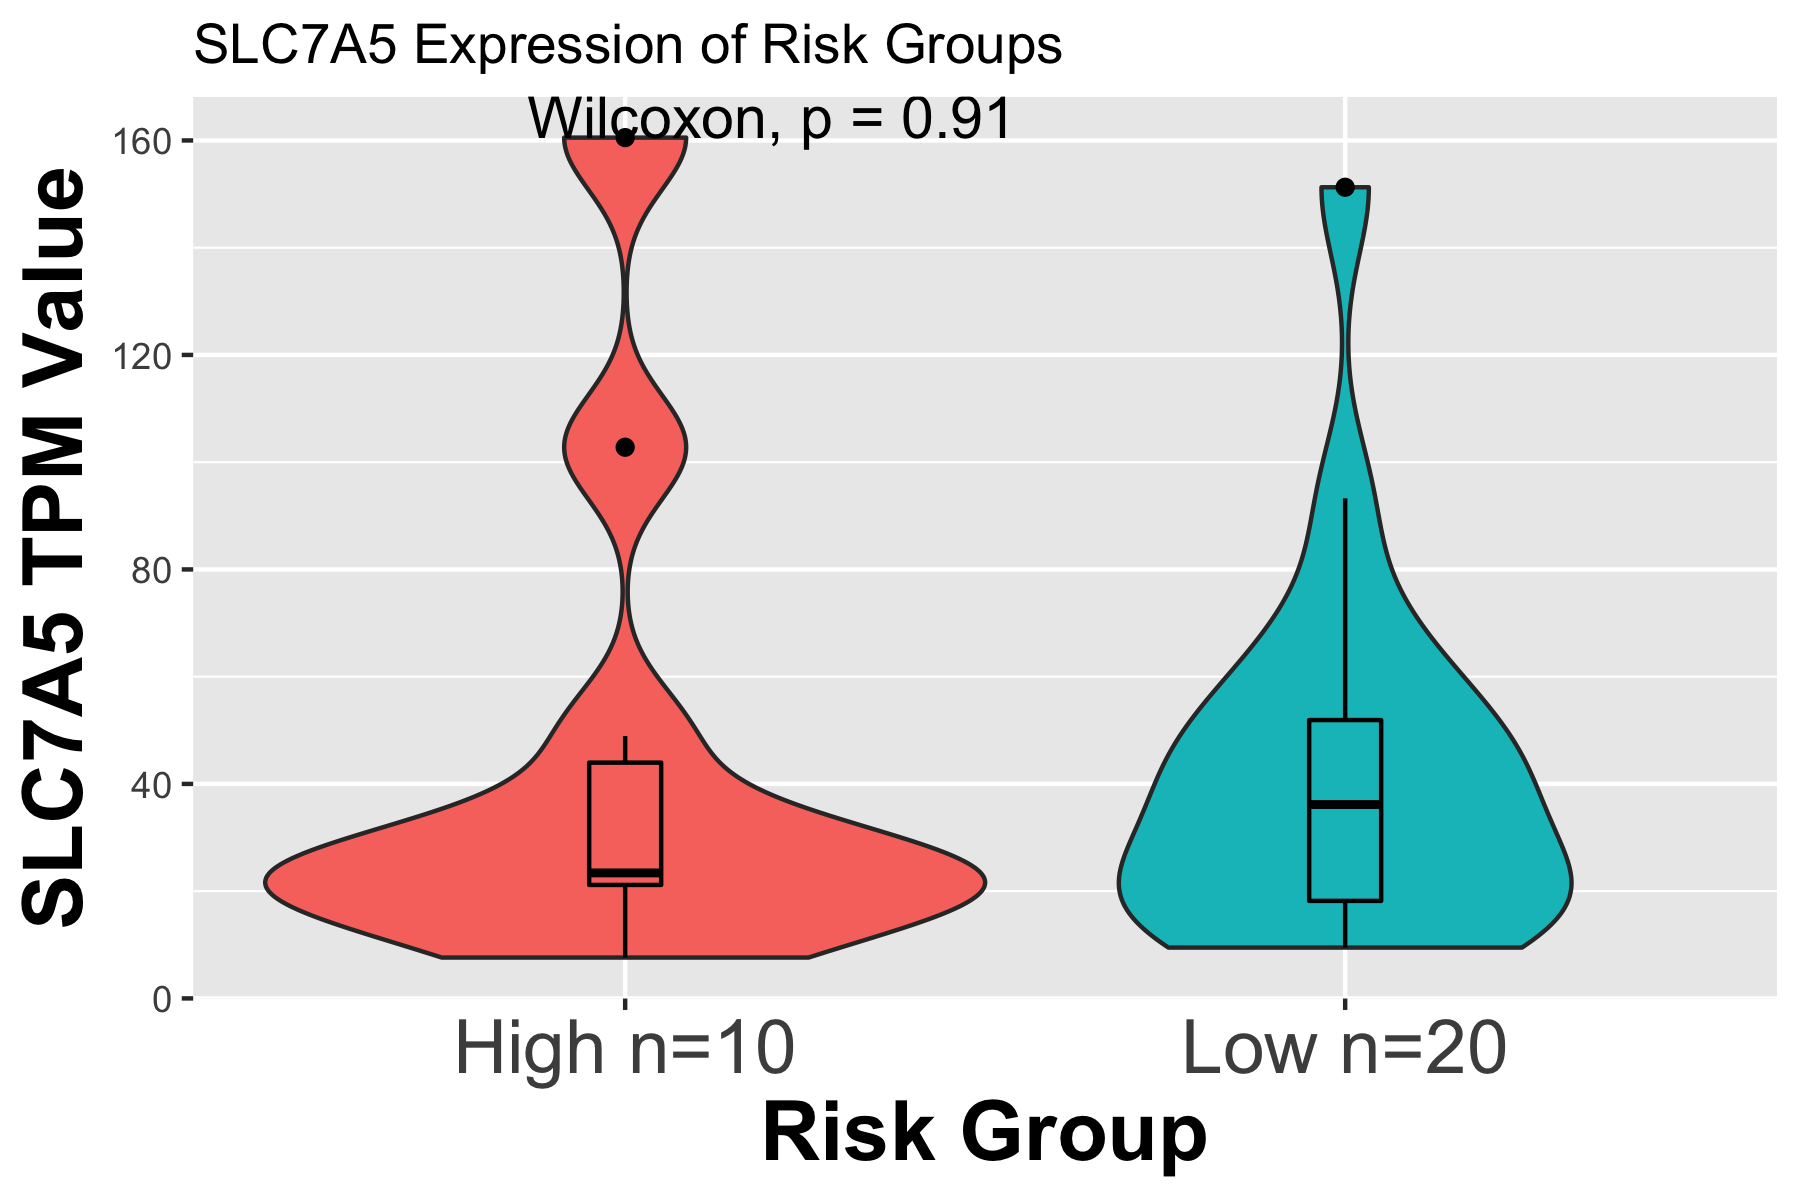 SLC7A5 Expression of Risk Groups
Wilcoxon, p = 0.91
SLC7A5 TPM Value
160
120
80
40
0
High n=10
Low n=20
Risk Group